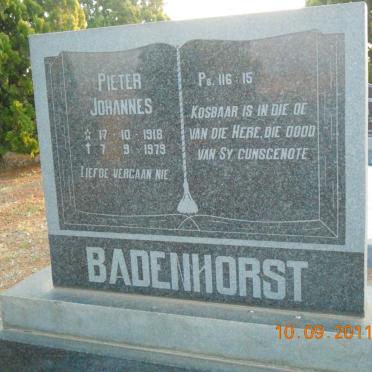 PIETER
JOHANNES
☆ 17 · 10 · 1918
† 7 · 9 · 1979
LIEFDE VERGAAN NIE
PS. 116 : 15
KOSBAAR IS IN DIE OË
VAN DIE HERE, DIE DOOD
VAN SY GUNSGENOTE
BADENHORST
10.09.2011